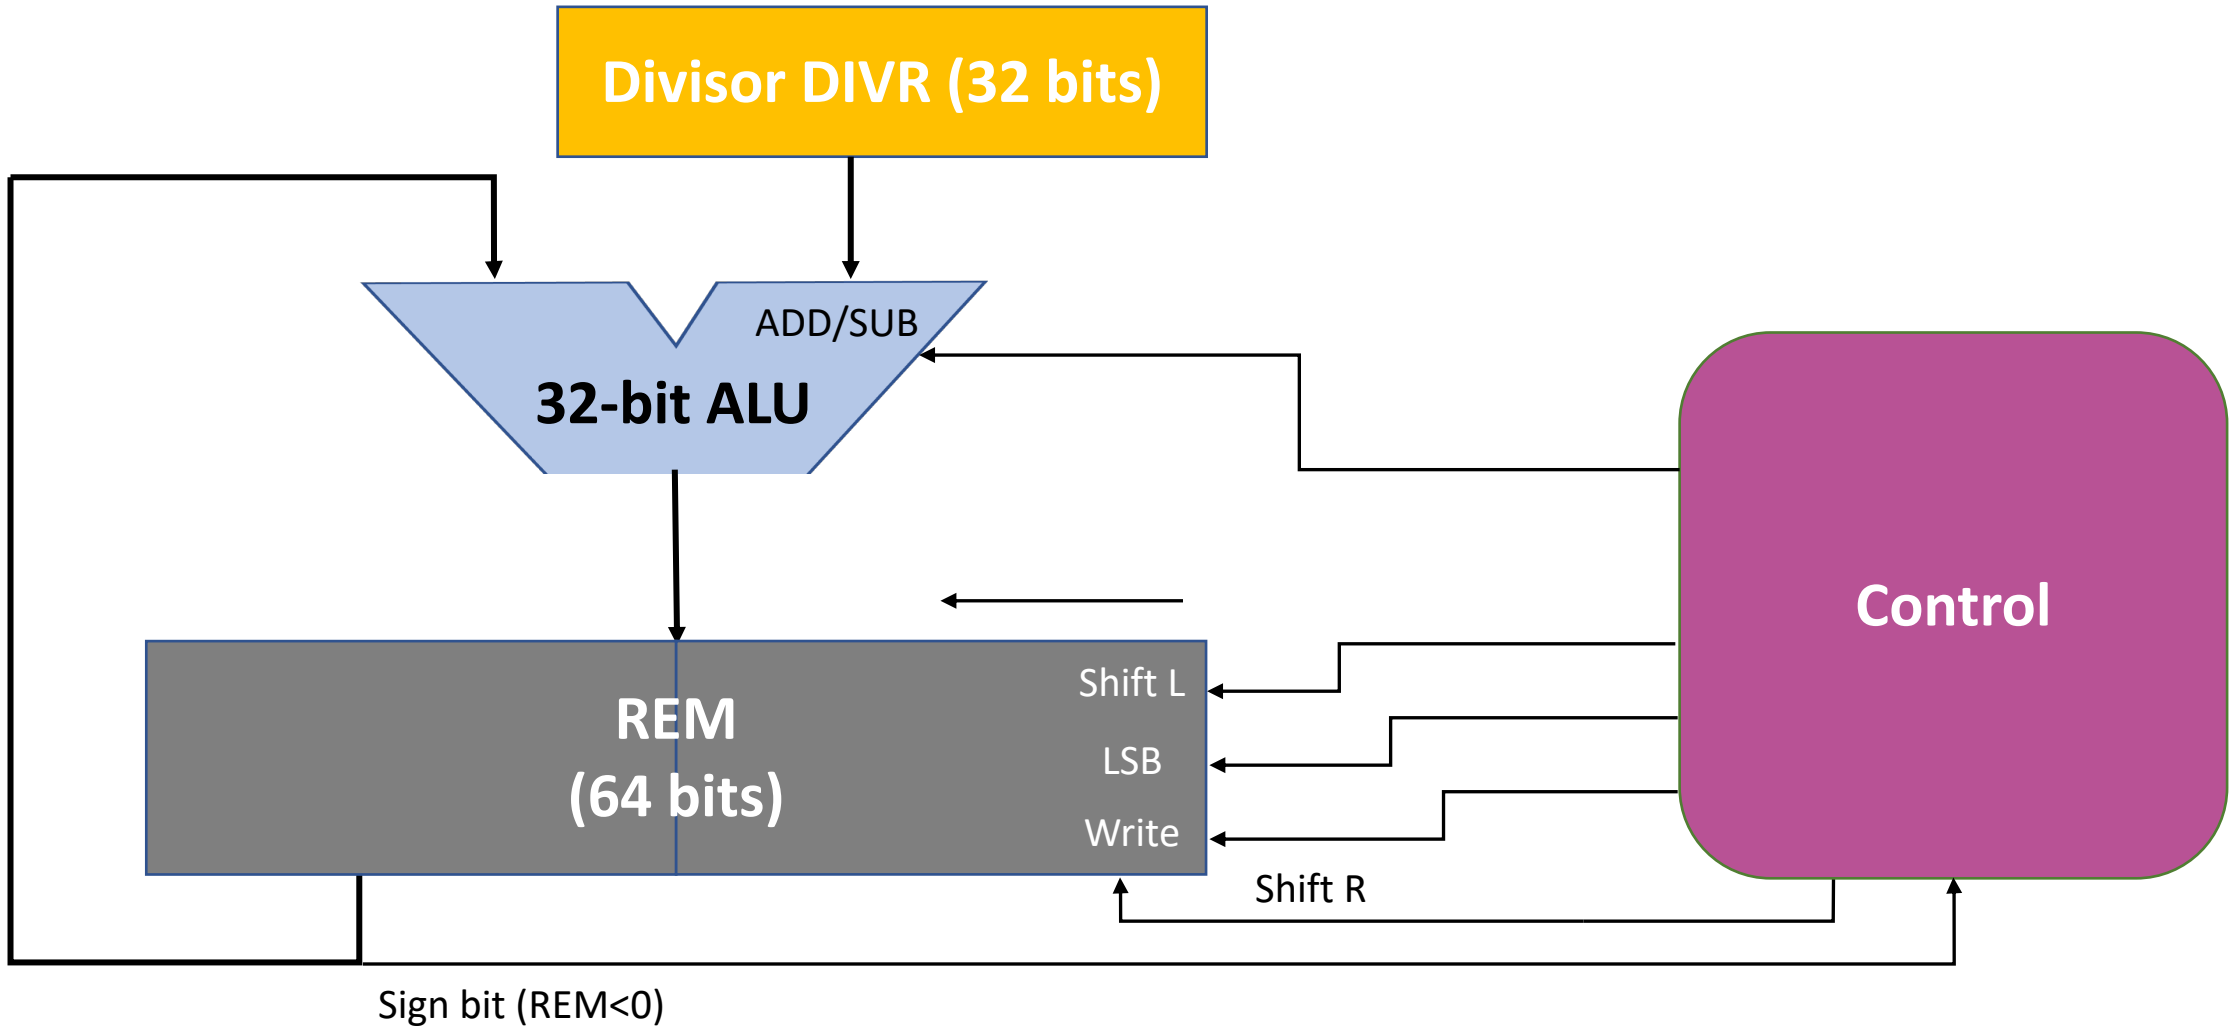 Divisor DIVR (32 bits)
ADD/SUB
32-bit ALU
Control
Shift L
REM
LSB
(64 bits)
Write
Shift R
Sign bit (REM<0)